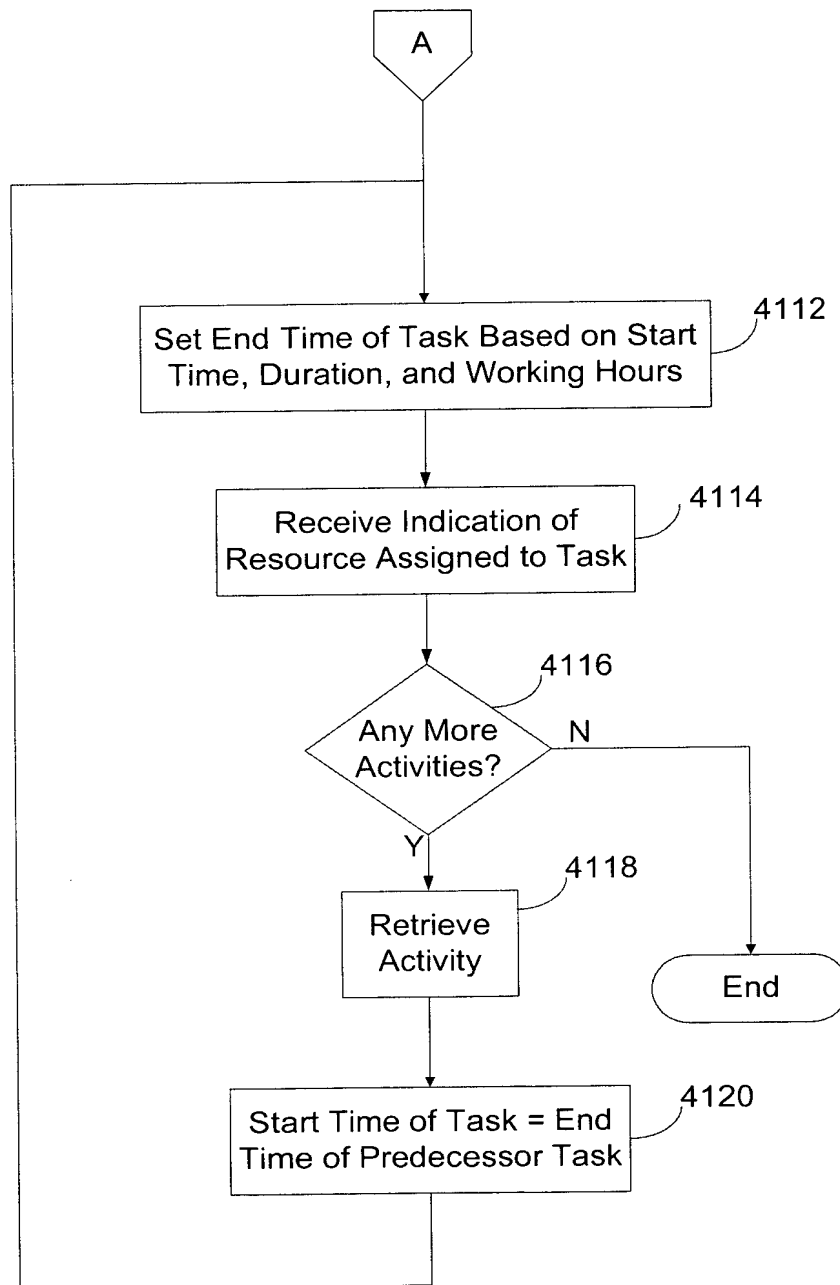 A
4112
Set End Time of Task Based on Start
Time, Duration, and Working Hours
4114
Receive Indication of
Resource Assigned to Task
4116
Any More
Activities?
N
Y
4118
Retrieve
Activity
End
4120
Start Time of Task = End
Time of Predecessor Task